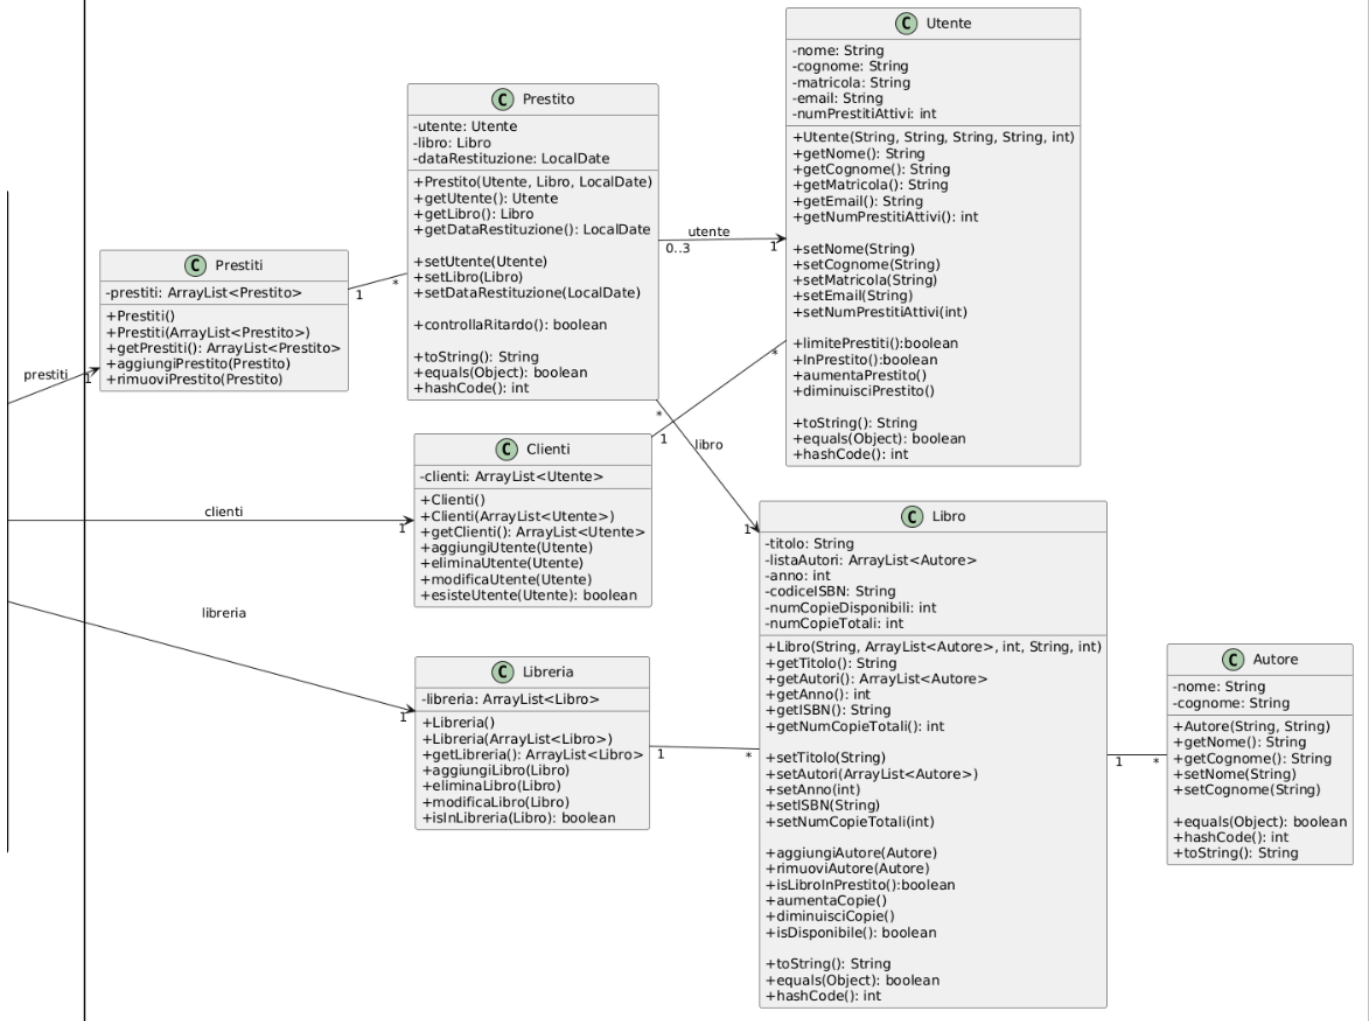 prestiti
1
clienti
1
libreria
1
C Prestiti
-prestiti: ArrayList<Prestito>
+Prestiti()
+Prestiti(ArrayList<Prestito>)
+getPrestiti(): ArrayList<Prestito>
+aggiungiPrestito(Prestito)
+rimuoviPrestito(Prestito)
1
*
C Prestito
-utente: Utente
-libro: Libro
-dataRestituzione: LocalDate
+Prestito(Utente, Libro, LocalDate)
+getUtente(): Utente
+getLibro(): Libro
+getDataRestituzione(): LocalDate
+setUtente(Utente)
+setLibro(Libro)
+setDataRestituzione(LocalDate)
+controllaRitardo(): boolean
+toString(): String
+equals(Object): boolean
+hashCode(): int
utente
0..3
1
*
libro
1
C Clienti
-clienti: ArrayList<Utente>
+Clienti()
+Clienti(ArrayList<Utente>)
+getClienti(): ArrayList<Utente>
+aggiungiUtente(Utente)
+eliminaUtente(Utente)
+modificaUtente(Utente)
+esisteUtente(Utente): boolean
1
*
C Libreria
-libreria: ArrayList<Libro>
+Libreria()
+Libreria(ArrayList<Libro>)
+getLibreria(): ArrayList<Libro>
+aggiungiLibro(Libro)
+eliminaLibro(Libro)
+modificaLibro(Libro)
+isInLibreria(Libro): boolean
1
*
C Utente
-nome: String
-cognome: String
-matricola: String
-email: String
-numPrestitiAttivi: int
+Utente(String, String, String, String, int)
+getNome(): String
+getCognome(): String
+getMatricola(): String
+getEmail(): String
+getNumPrestitiAttivi(): int
+setNome(String)
+setCognome(String)
+setMatricola(String)
+setEmail(String)
+setNumPrestitiAttivi(int)
+limitePrestiti():boolean
+InPrestito():boolean
+aumentaPrestito()
+diminuisciPrestito()
+toString(): String
+equals(Object): boolean
+hashCode(): int
C Libro
-titolo: String
-listaAutori: ArrayList<Autore>
-anno: int
-codiceISBN: String
-numCopieDisponibili: int
-numCopieTotali: int
+Libro(String, ArrayList<Autore>, int, String, int)
+getTitolo(): String
+getAutori(): ArrayList<Autore>
+getAnno(): int
+getISBN(): String
+getNumCopieTotali(): int
+setTitolo(String)
+setAutori(ArrayList<Autore>)
+setAnno(int)
+setISBN(String)
+setNumCopieTotali(int)
+aggiungiAutore(Autore)
+rimuoviAutore(Autore)
+isLibroInPrestito():boolean
+aumentaCopie()
+diminuisciCopie()
+isDisponibile(): boolean
+toString(): String
+equals(Object): boolean
+hashCode(): int
1
*
C Autore
-nome: String
-cognome: String
+Autore(String, String)
+getNome(): String
+getCognome(): String
+setNome(String)
+setCognome(String)
+equals(Object): boolean
+hashCode(): int
+toString(): String